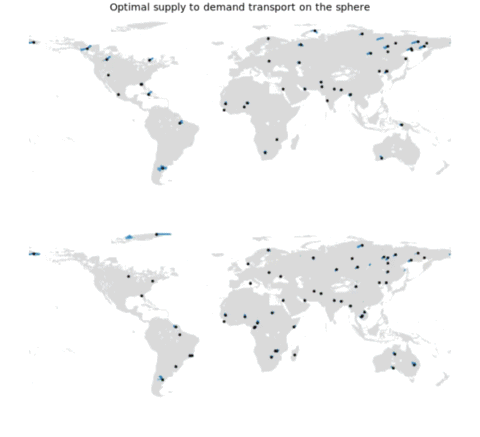 Optimal supply to demand transport on the sphere